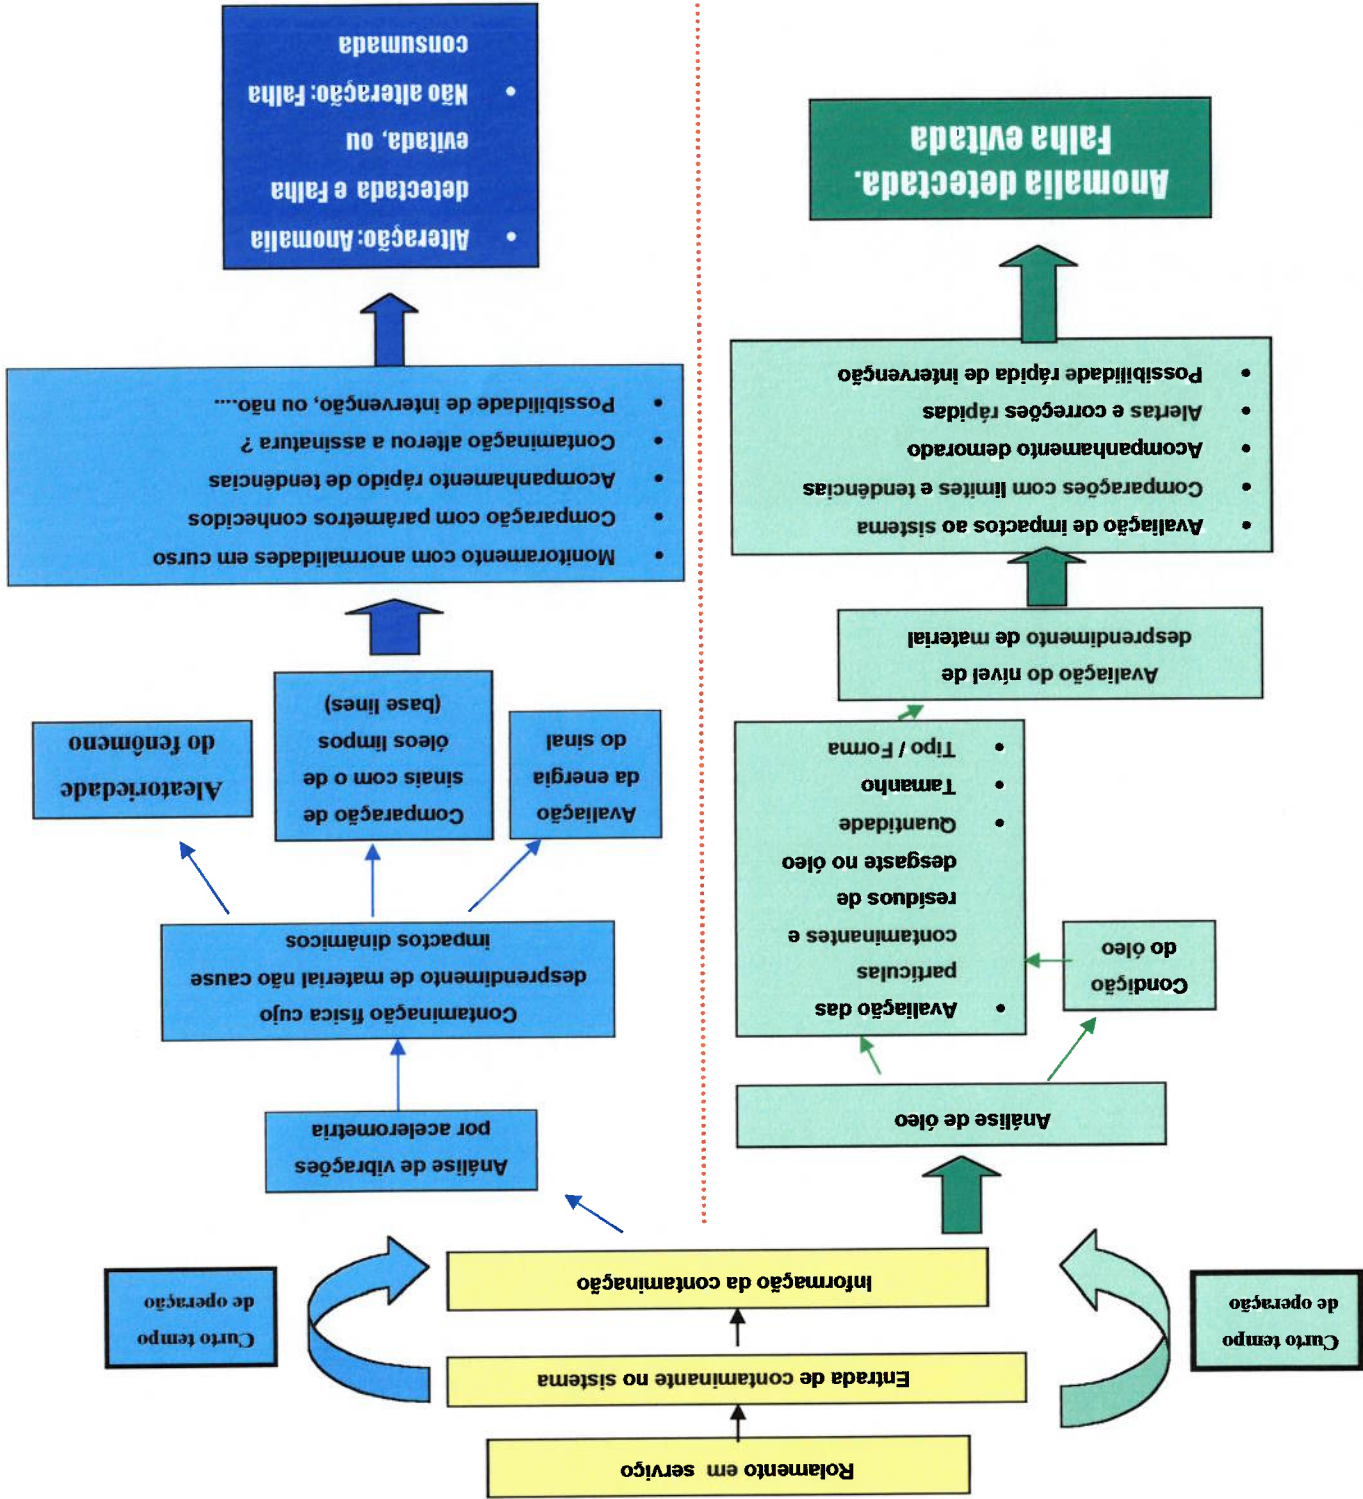 Rolamento em serviço
Entrada de contaminante no sistema
Curto tempo
de operação
Curto tempo
de operação
Informação da contaminação
Análise de óleo
Condição
do óleo
• Avaliação das
partículas
contaminantes e
resíduos de
desgaste no óleo
• Quantidade
• Tamanho
• Tipo / Forma
Avaliação do nível de
desprendimento de material
• Avaliação de impactos ao sistema
• Comparações com limites e tendências
• Acompanhamento demorado
• Alertas e correções rápidas
• Possibilidade rápida de intervenção
Anomalia detectada.
Falha evitada
Análise de vibrações
por acelerometria
Contaminação física cujo
desprendimento de material não cause
impactos dinâmicos
Avaliação
da energia
do sinal
Comparação de
sinais com o de
óleos limpos
(base lines)
Aleatoriedade
do fenômeno
• Monitoramento com anormalidades em curso
• Comparação com parâmetros conhecidos
• Acompanhamento rápido de tendências
• Contaminação alterou a assinatura ?
• Possibilidade de intervenção, ou não....
• Alteração: Anomalia
detectada e Falha
evitada, ou
• Não alteração: Falha
consumada